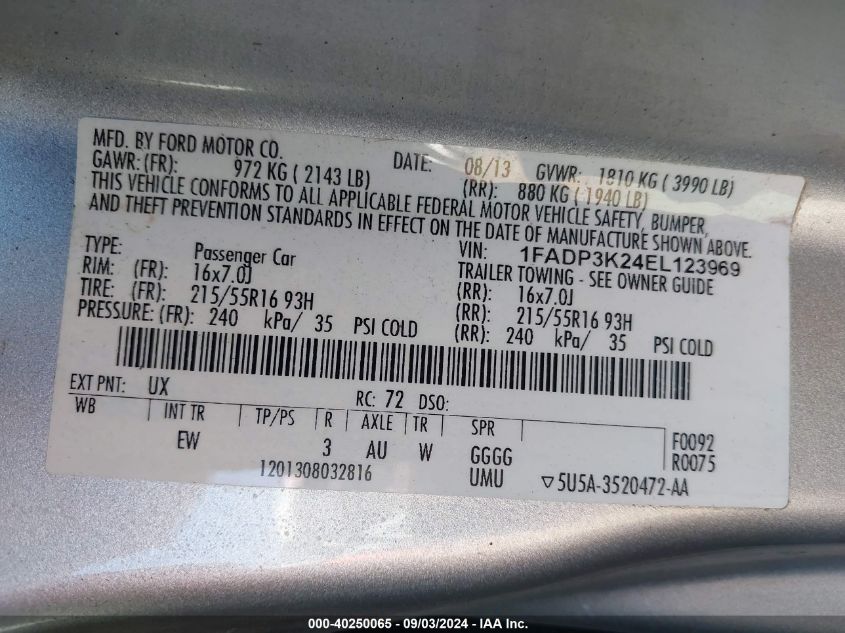 MFD. BY FORD MOTOR CO. DATE: 08/13 GVWR: 1810 KG ( 3990 LB)
GAWR: (FR): 972 KG ( 2143 LB) (RR): 880 KG ( 1940 LB)
THIS VEHICLE CONFORMS TO ALL APPLICABLE FEDERAL MOTOR VEHICLE SAFETY, BUMPER,
AND THEFT PREVENTION STANDARDS IN EFFECT ON THE DATE OF MANUFACTURE SHOWN ABOVE.
TYPE: Passenger Car VIN: 1FADP3K24EL123969
TRAILER TOWING - SEE OWNER GUIDE
RIM: (FR): 16x7.0J (RR): 16x7.0J
TIRE: (FR): 215/55R16 93H (RR): 215/55R16 93H
PRESSURE: (FR): 240 kPa/ 35 PSI COLD (RR): 240 kPa/ 35 PSI COLD
EXT PNT: UX RC: 72 DSO:
WB INT TR TP/PS R AXLE TR SPR
EW 3 AU W GGGG F0092
R0075
1201308032816 UMU ▽5U5A-3520472-AA
000-40250065 - 09/03/2024 - IAA Inc.